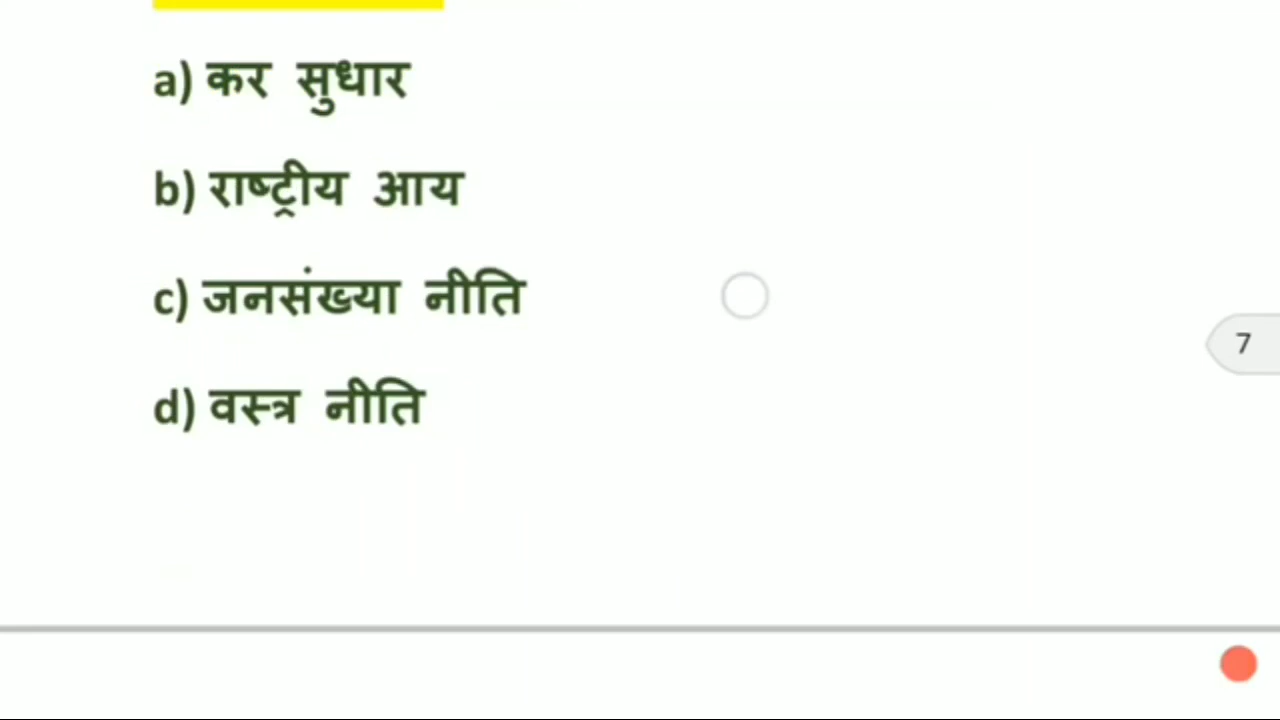 a) कर सुधार
b) राष्ट्रीय आय
c) जनसंख्या नीति
7
d) वस्त्र नीति